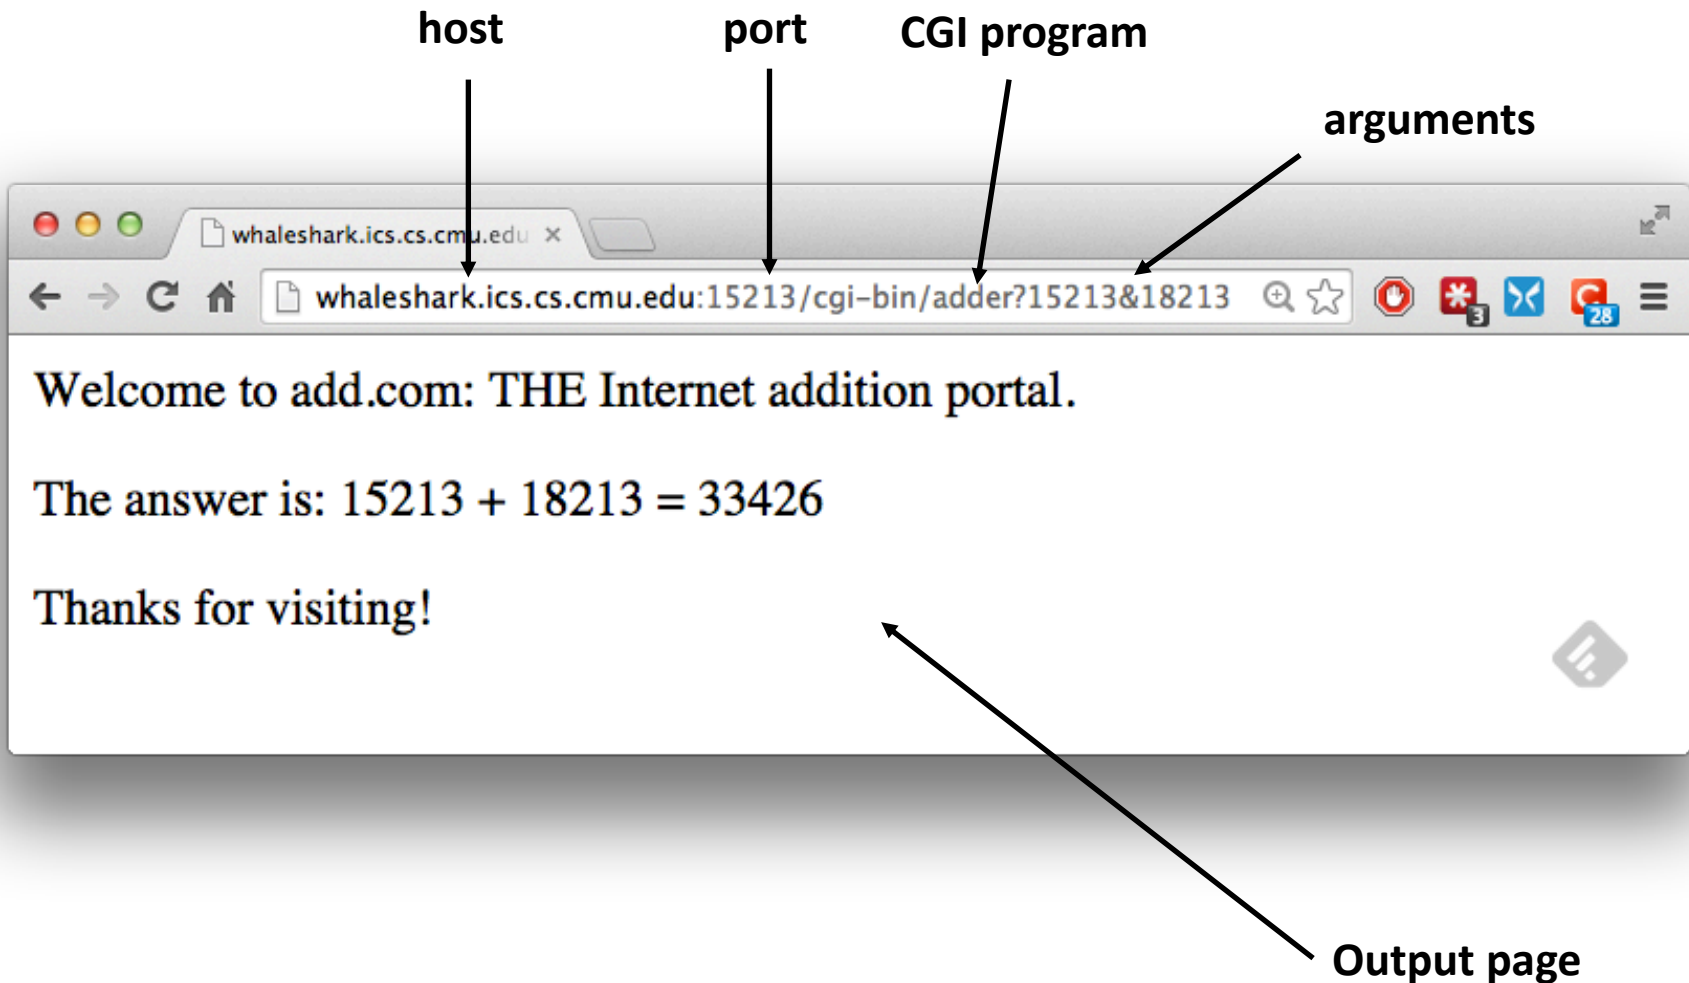 host
port
CGI program
arguments
whaleshark.ics.cs.cmu.edu
whaleshark.ics.cs.cmu.edu:15213/cgi-bin/adder?15213&18213
3
28
Welcome to add.com: THE Internet addition portal.
The answer is: 15213 + 18213 = 33426
Thanks for visiting!
Output page